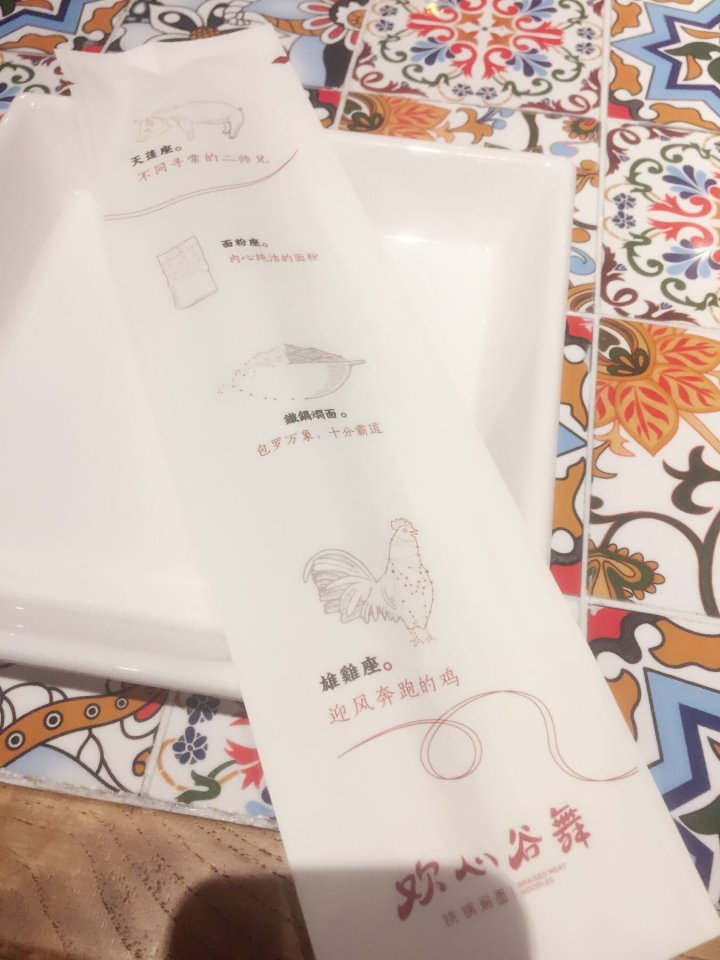 天蓬座。
不同寻常的二师兄
面粉座。
内心纯洁的面粉
鐵鍋燜面。
包罗万象，十分霸道
雄雞座。
迎风奔跑的鸡
欢心谷舞
铁锅焖面
BRAISED MEAT
NOODLES